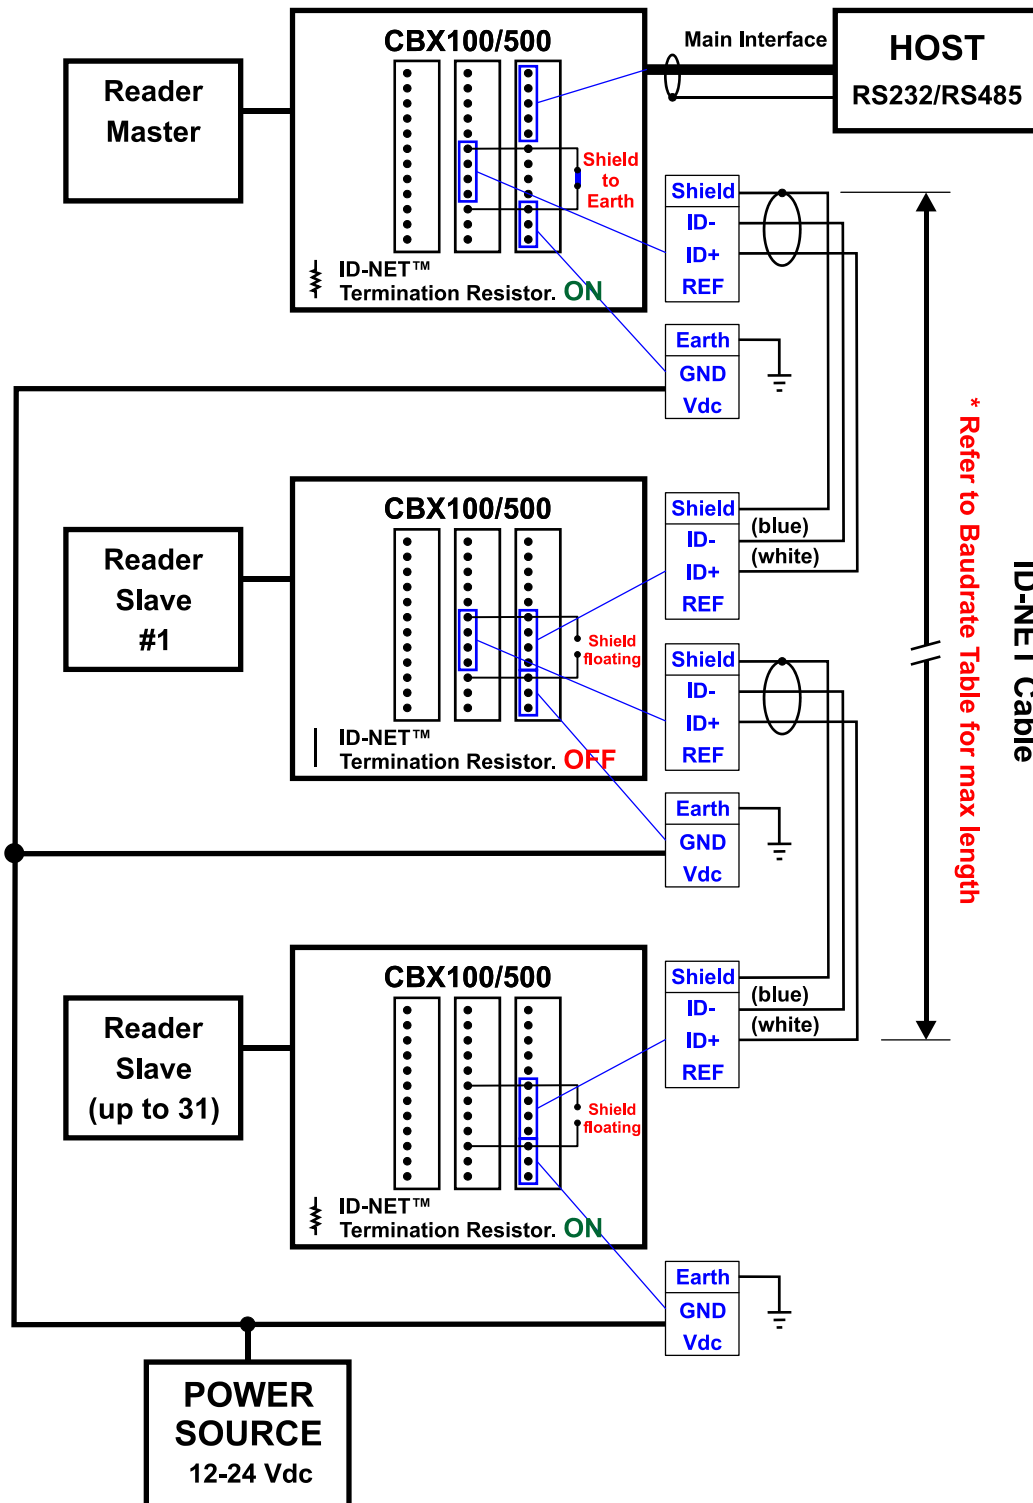 CBX100/500
Main Interface
HOST
RS232/RS485
Reader
Master
Shield
to
Earth
Shield
ID-
ID+
REF
ID-NET™
Termination Resistor. ON
Earth
GND
Vdc
* Refer to Baudrate Table for max length
ID-NET Cable
CBX100/500
Reader
Slave
#1
Shield
ID-
ID+
REF
(blue)
(white)
Shield
floating
Shield
ID-
ID+
REF
ID-NET™
Termination Resistor. OFF
Earth
GND
Vdc
CBX100/500
Reader
Slave
(up to 31)
Shield
ID-
ID+
REF
(blue)
(white)
Shield
floating
ID-NET™
Termination Resistor. ON
Earth
GND
Vdc
POWER
SOURCE
12-24 Vdc